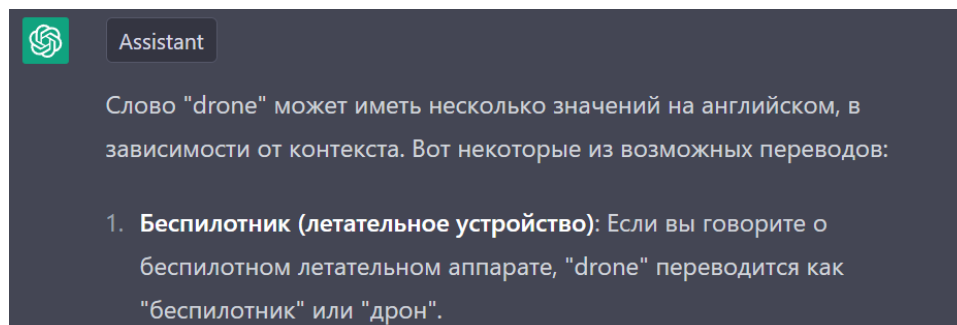 Assistant
Слово "drone" может иметь несколько значений на английском, в
зависимости от контекста. Вот некоторые из возможных переводов:
1. Беспилотник (летательное устройство): Если вы говорите о
беспилотном летательном аппарате, "drone" переводится как
"беспилотник" или "дрон".